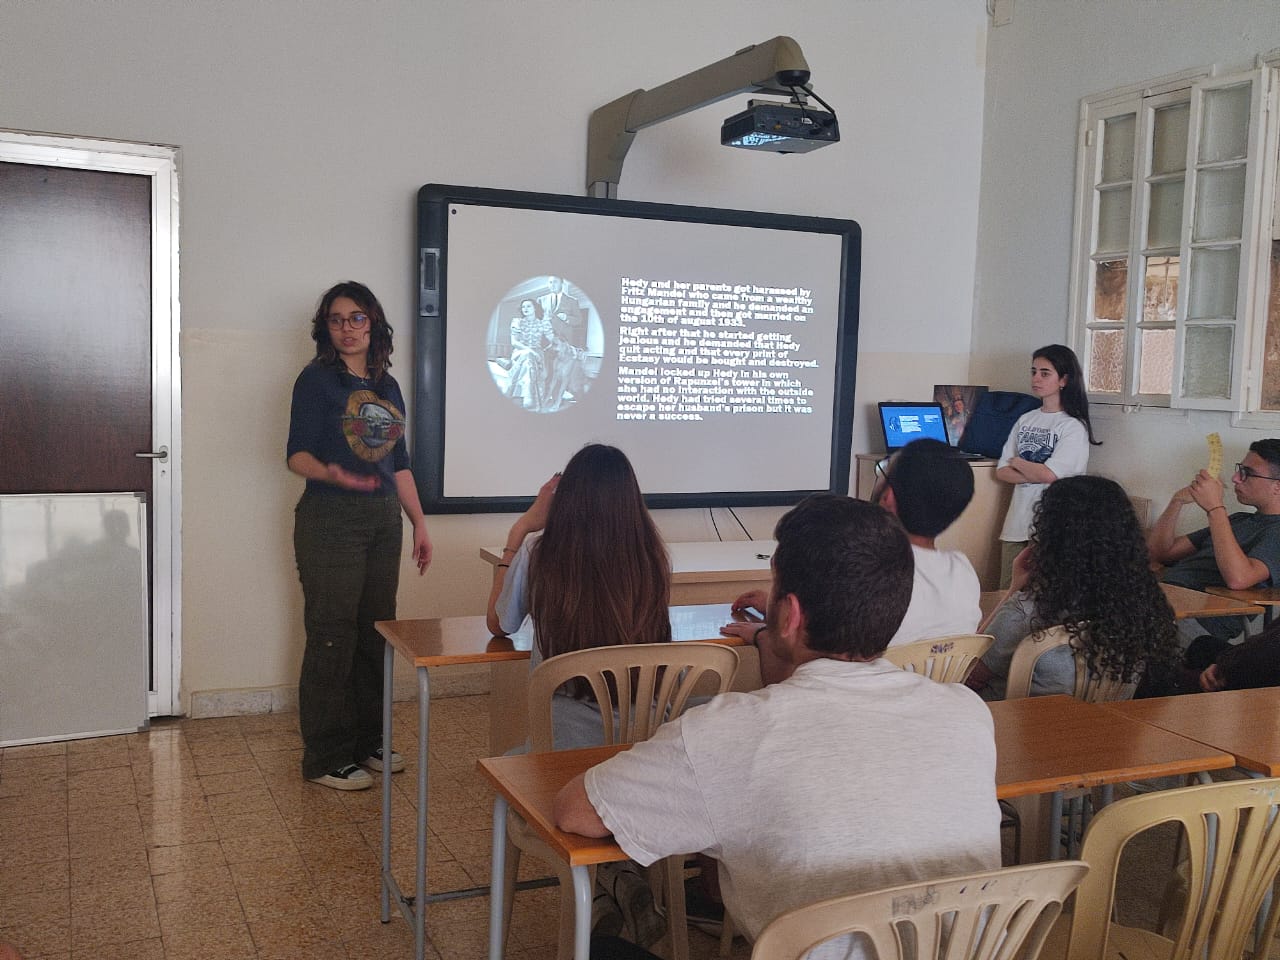 Hedy and her parents got harassed by
Fritz Mandel who came from a wealthy
Hungarian family and he demanded an
engagement and then got married on
the 10th of august 1933.
Right after that he started getting
jealous and he demanded that Hedy
quit acting and that every print of
Ecstasy would be bought and destroyed.
Mandel locked up Hedy in his own
version of Rapunzel's tower in which
she had no interaction with the outside
world. Hedy had tried several times to
escape her husband's prison but it was
never a success.